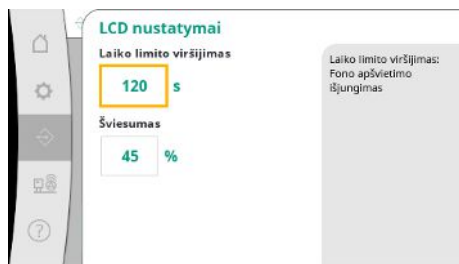 LCD nustatymai
Laiko limito viršijimas
120 s
Šviesumas
45 %
Laiko limito viršijimas:
Fono apšvietimo
išjungimas